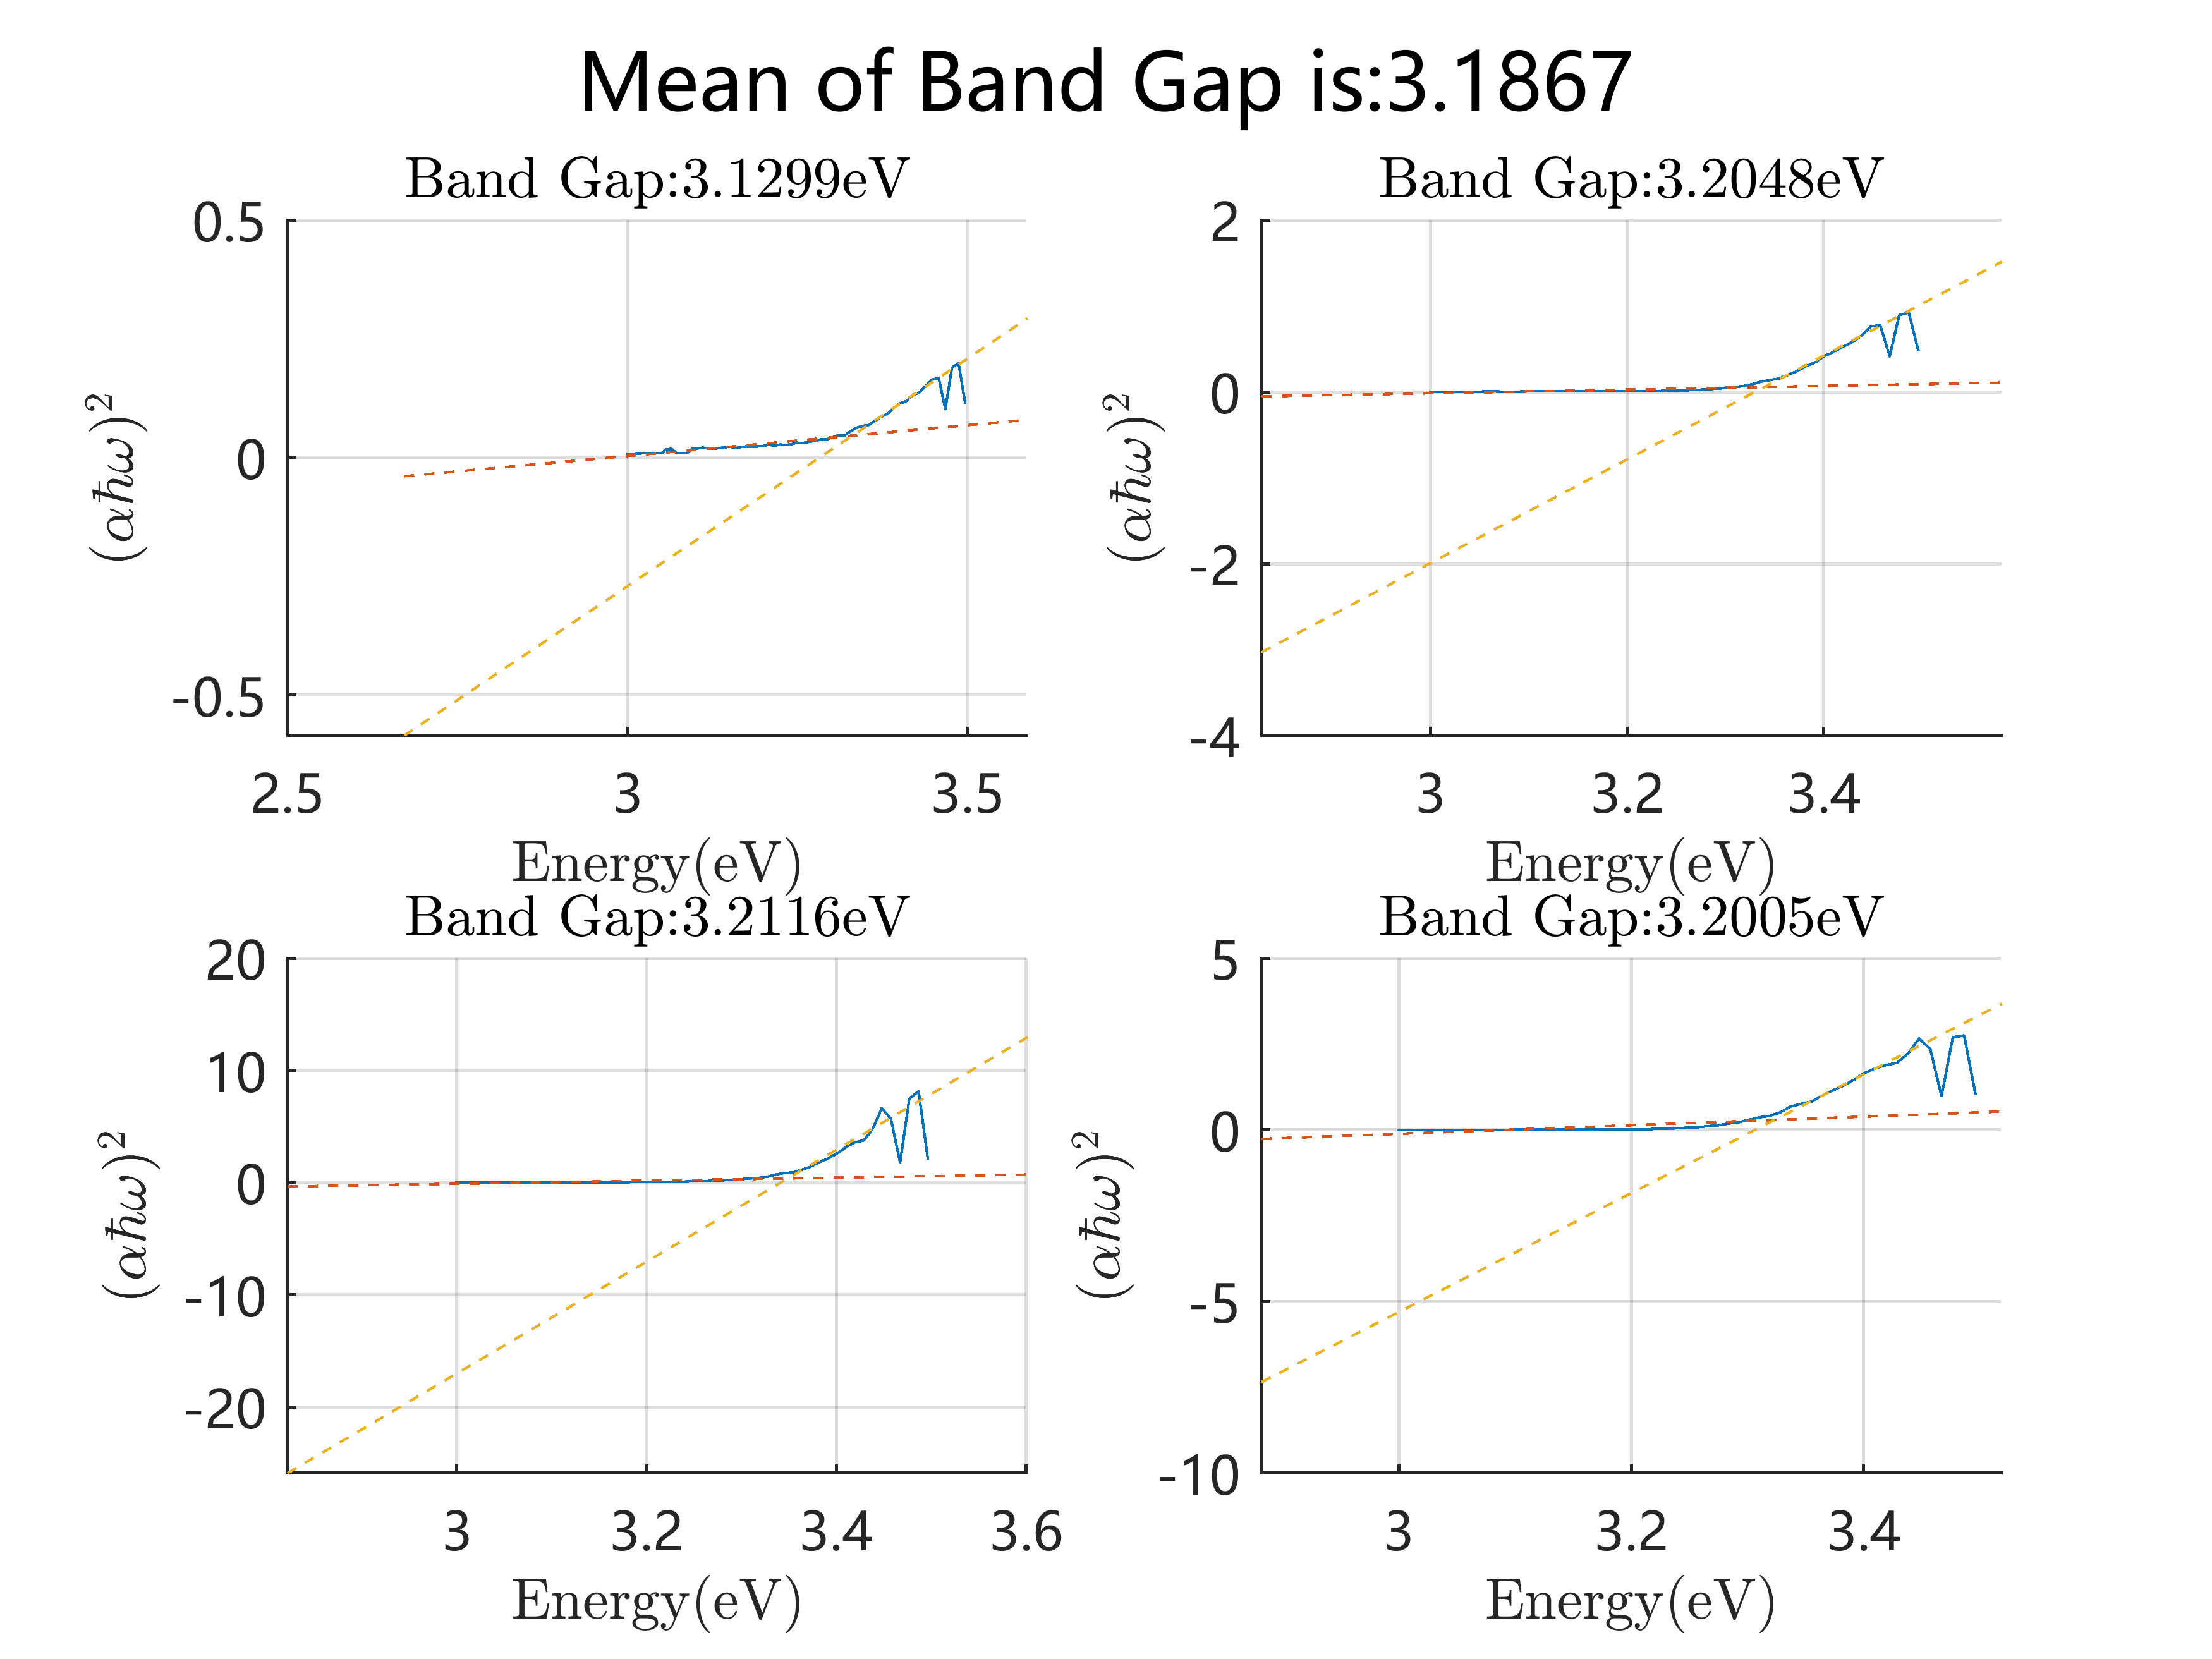 Mean of Band Gap is:3.1867
Band Gap:3.1299eV
0.5
0
-0.5
(αħω)²
2.5 3 3.5
Energy(eV)
Band Gap:3.2048eV
2
0
-2
-4
(αħω)²
3 3.2 3.4
Energy(eV)
Band Gap:3.2116eV
20
10
0
-10
-20
(αħω)²
3 3.2 3.4 3.6
Energy(eV)
Band Gap:3.2005eV
5
0
-5
-10
(αħω)²
3 3.2 3.4
Energy(eV)